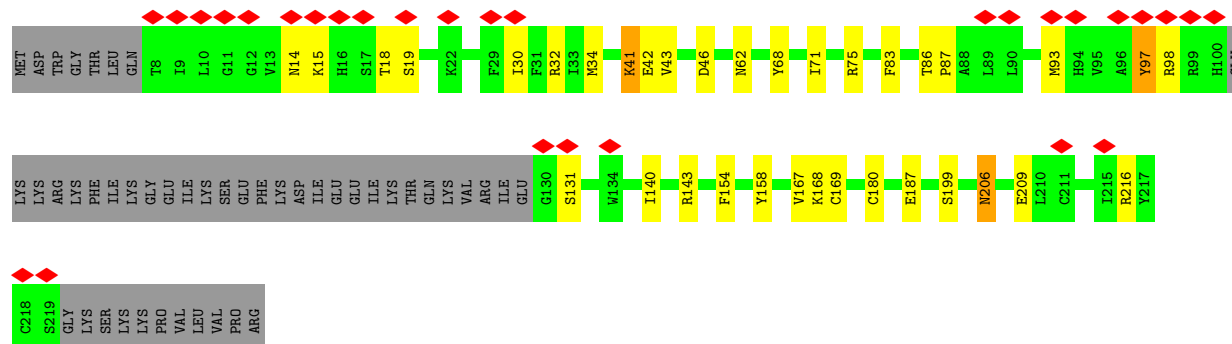 MET ASP TRP GLY THR LEU GLN T8 I9 L10 G11 G12 V13 N14 K15 H16 S17 T18 S19 K22 F29 I30 F31 R32 I33 M34 K41 E42 V43 D46 N62 Y68 I71 R75 F83 T86 P87 A88 L89 L90 M93 H94 V95 A96 Y97 R98 R99 H100
LYS LYS ARG LYS PHE ILE LYS GLY GLU ILE LYS SER GLU PHE LYS ASP ILE GLU GLU ILE LYS THR GLN LYS VAL ARG ILE GLU G130 S131 W134 I140 R143 F154 Y158 V167 K168 C169 C180 E187 S199 N206 E209 L210 C211 I215 R216 Y217
C218 S219 GLY LYS SER LYS LYS PRO VAL LEU VAL PRO ARG